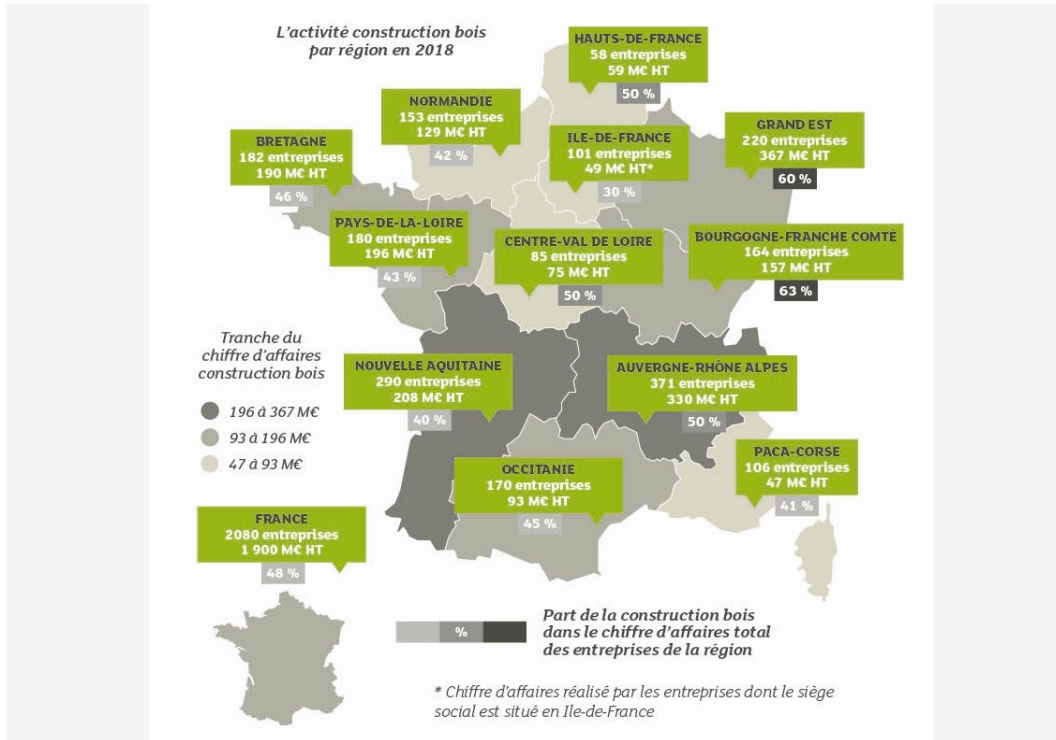 L'activité construction bois
par région en 2018
HAUTS-DE-FRANCE
58 entreprises
59 M€ HT
50 %
NORMANDIE
153 entreprises
129 M€ HT
42 %
ILE-DE-FRANCE
101 entreprises
49 M€ HT*
30 %
GRAND EST
220 entreprises
367 M€ HT
60 %
BRETAGNE
182 entreprises
190 M€ HT
46 %
PAYS-DE-LA-LOIRE
180 entreprises
196 M€ HT
43 %
CENTRE-VAL DE LOIRE
85 entreprises
75 M€ HT
50 %
BOURGOGNE-FRANCHE COMTÉ
164 entreprises
157 M€ HT
63 %
Tranche du
chiffre d'affaires
construction bois
196 à 367 M€
93 à 196 M€
47 à 93 M€
NOUVELLE AQUITAINE
290 entreprises
208 M€ HT
40 %
AUVERGNE-RHÔNE ALPES
371 entreprises
330 M€ HT
50 %
OCCITANIE
170 entreprises
93 M€ HT
45 %
PACA-CORSE
106 entreprises
47 M€ HT
41 %
FRANCE
2080 entreprises
1 900 M€ HT
48 %
%
Part de la construction bois
dans le chiffre d'affaires total
des entreprises de la région
* Chiffre d'affaires réalisé par les entreprises dont le siège
social est situé en Ile-de-France